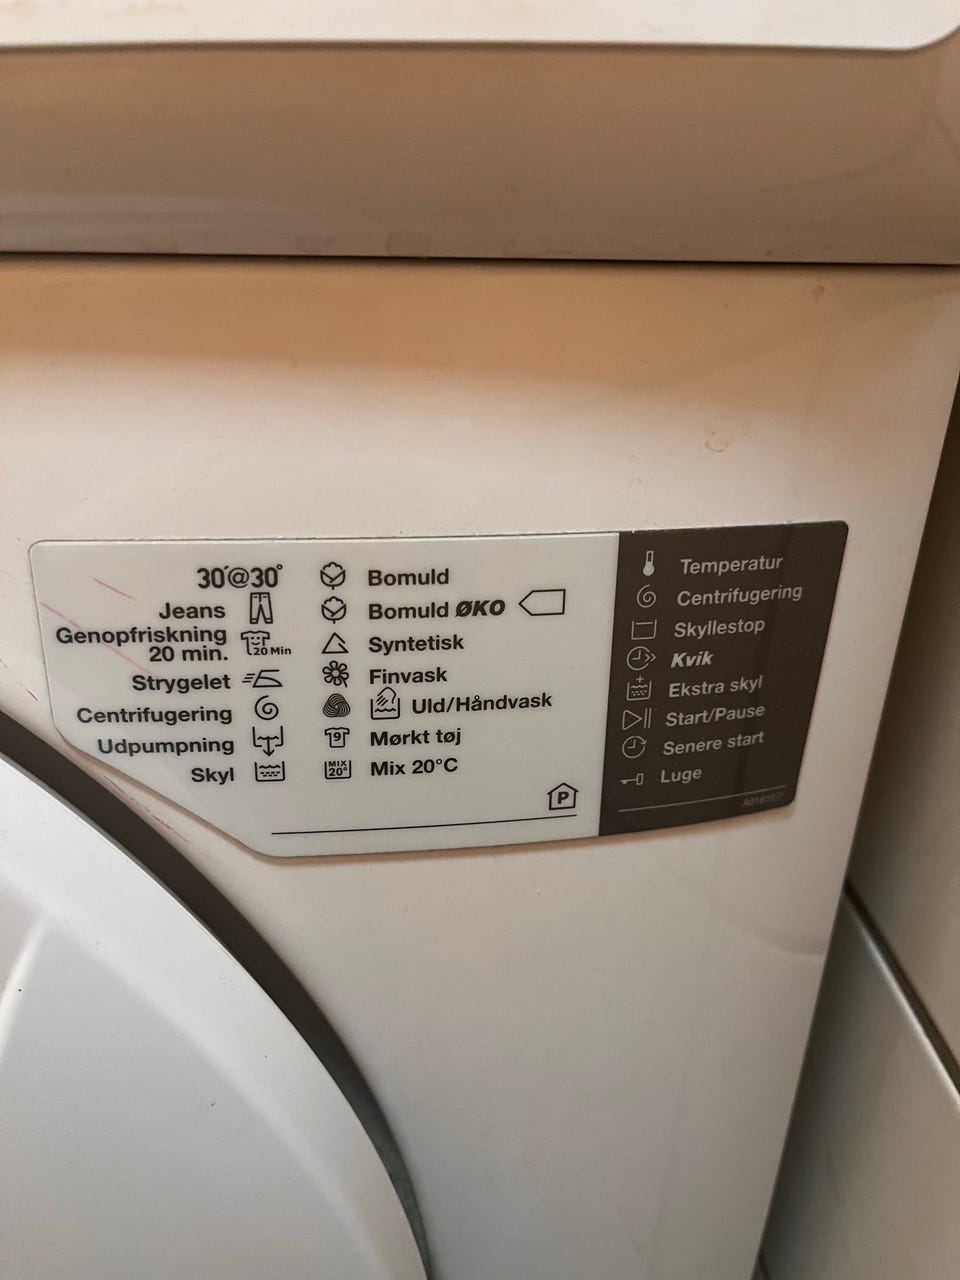 30'@30°
Jeans
Genopfriskning
20 min.
20 Min
Strygelet
Centrifugering
Udpumpning
Skyl
Bomuld
Bomuld ØKO
Syntetisk
Finvask
Uld/Håndvask
9
Mørkt tøj
MIX
20°
Mix 20°C
P
Temperatur
Centrifugering
Skyllestop
Kvik
Ekstra skyl
Start/Pause
Senere start
Luge